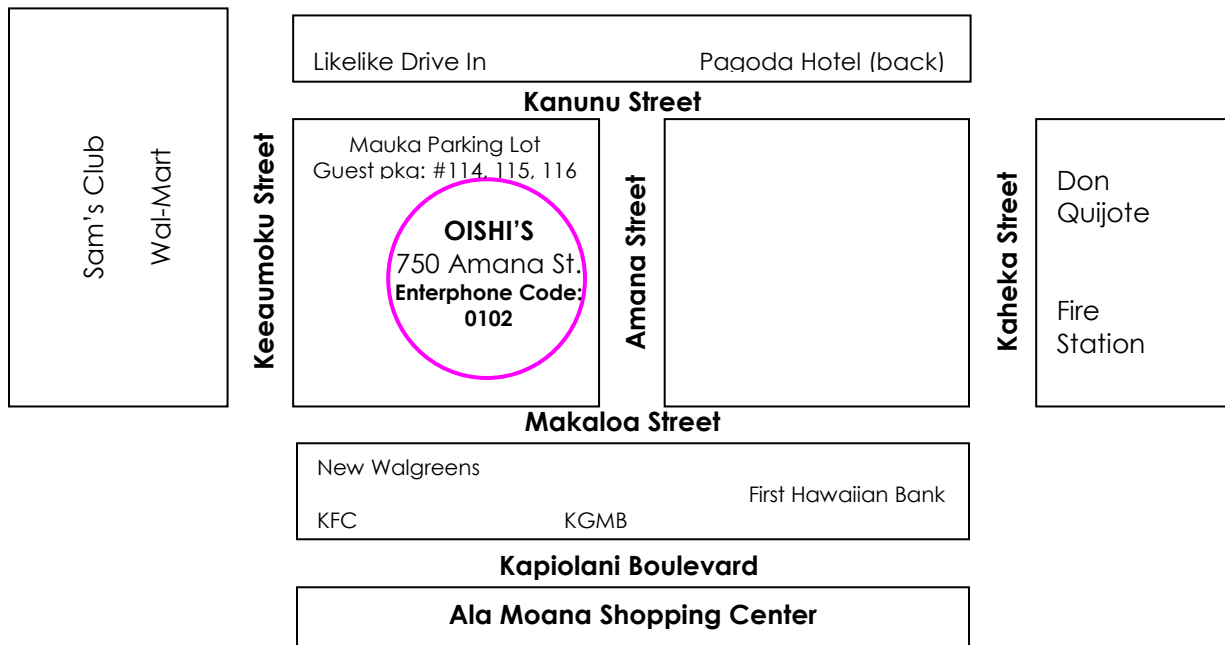 Likelike Drive In
Pagoda Hotel (back)
Kanunu Street
Sam's Club
Wal-Mart
Keeaumoku Street
Mauka Parking Lot
Guest pkg: #114, 115, 116
OISHI'S
750 Amana St.
Enterphone Code:
0102
Amana Street
Kaheka Street
Don
Quijote
Fire
Station
Makaloa Street
New Walgreens
First Hawaiian Bank
KFC
KGMB
Kapiolani Boulevard
Ala Moana Shopping Center